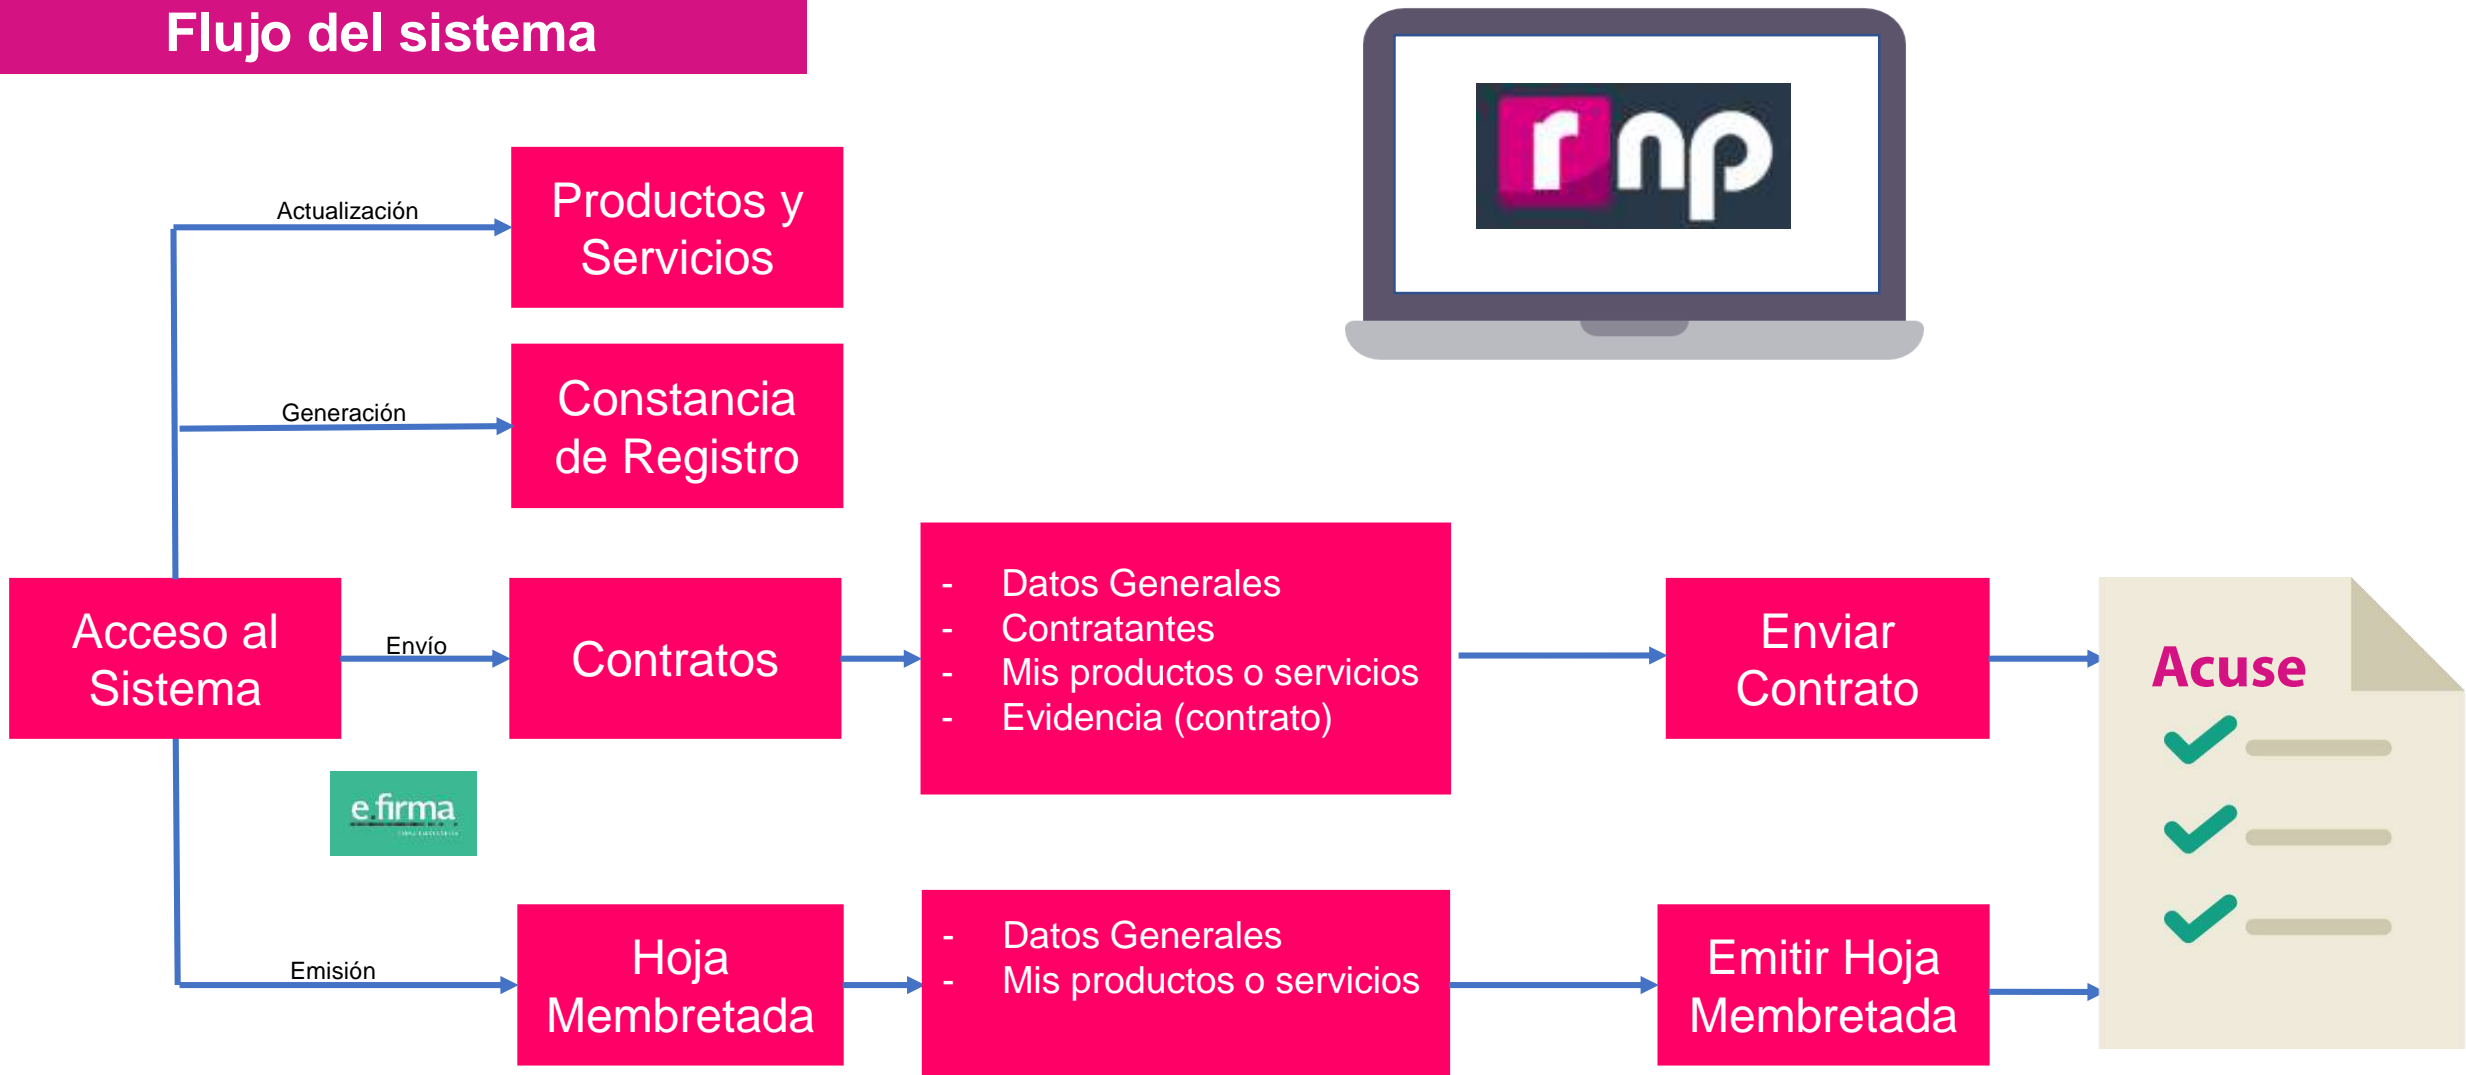 Flujo del sistema
rnp
Actualización
Productos y
Servicios
Generación
Constancia
de Registro
Acceso al
Sistema
Envío
Contratos
- Datos Generales
- Contratantes
- Mis productos o servicios
- Evidencia (contrato)
Enviar
Contrato
Acuse
e.firma
Emisión
Hoja
Membretada
- Datos Generales
- Mis productos o servicios
Emitir Hoja
Membretada